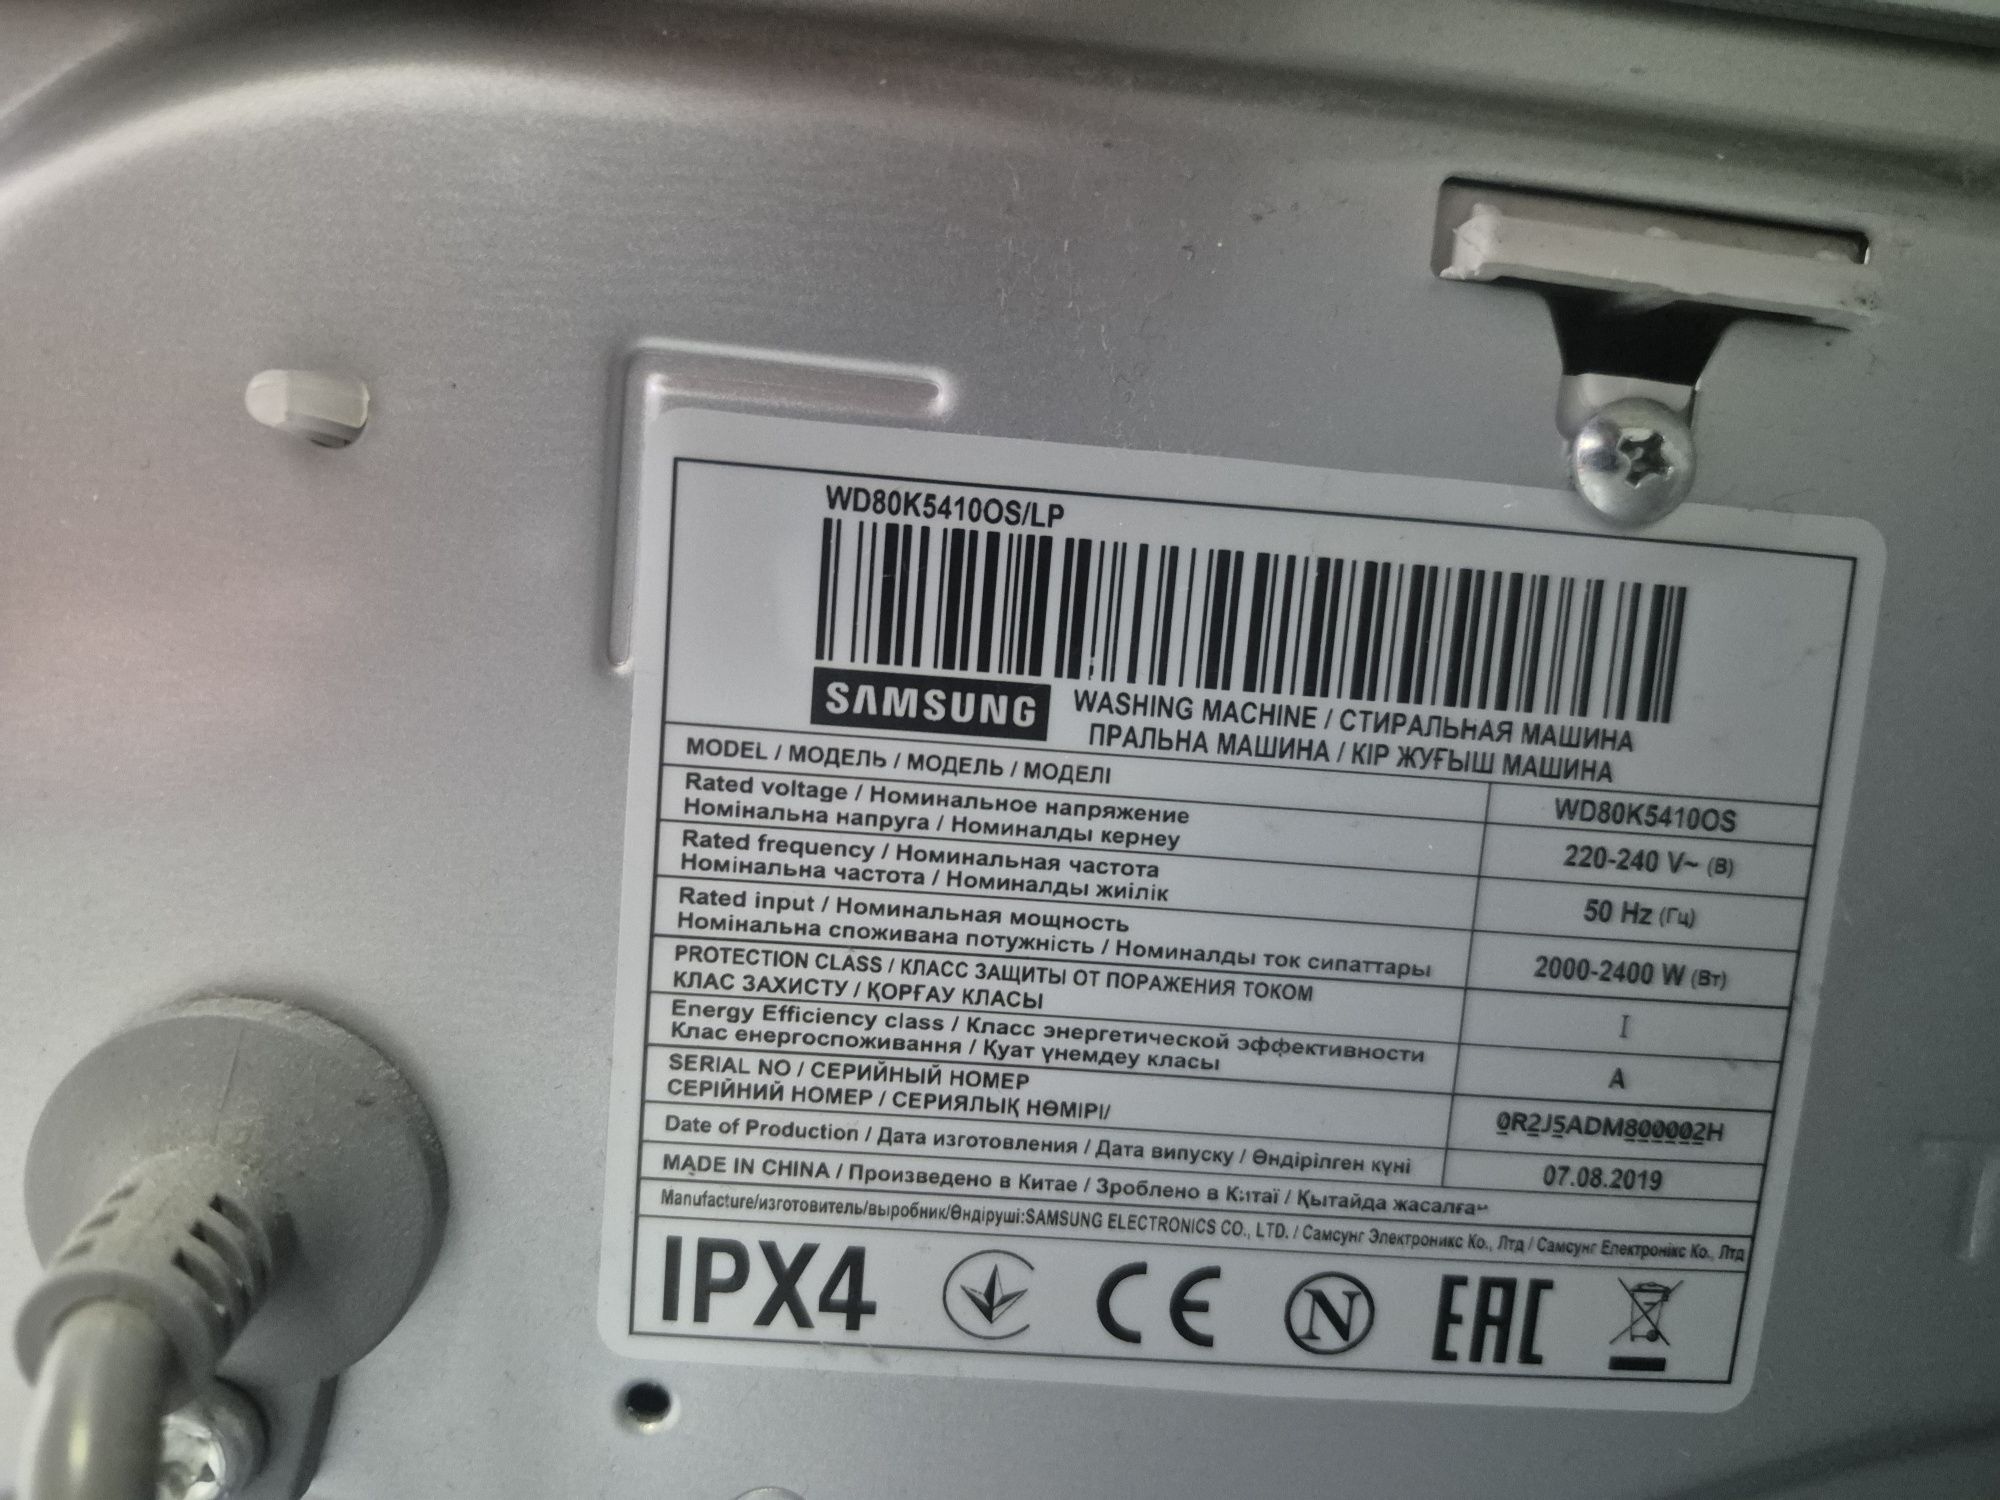 WD80K5410OS/LP
SAMSUNG
WASHING MACHINE / СТИРАЛЬНАЯ МАШИНА
ПРАЛЬНА МАШИНА / КІР ЖУҒЫШ МАШИНА
MODEL / МОДЕЛЬ / МОДЕЛЬ / МОДЕЛІ WD80K5410OS
Rated voltage / Номинальное напряжение
Номінальна напруга / Номиналды кернеу 220-240 V~ (В)
Rated frequency / Номинальная частота
Номінальна частота / Номиналды жиілік 50 Hz (Гц)
Rated input / Номинальная мощность
Номінальна споживана потужність / Номиналды ток сипаттары 2000-2400 W (Вт)
PROTECTION CLASS / КЛАСС ЗАЩИТЫ ОТ ПОРАЖЕНИЯ ТОКОМ
КЛАС ЗАХИСТУ / ҚОРҒАУ КЛАСЫ I
Energy Efficiency class / Класс энергетической эффективности
Клас енергоспоживання / Қуат үнемдеу класы A
SERIAL NO / СЕРИЙНЫЙ НОМЕР
СЕРІЙНИЙ НОМЕР / СЕРИЯЛЫҚ НӨМІРІ/ 0R2J5ADM800002H
Date of Production / Дата изготовления / Дата випуску / Өндірілген күні 07.08.2019
MADE IN CHINA / Произведено в Китае / Зроблено в Китаї / Қытайда жасалған
Manufacture/изготовитель/выробник/Өндіруші:SAMSUNG ELECTRONICS CO., LTD. / Самсунг Электроникс Ко., Лтд / Самсунг Електронікс Ко., Лтд
IPX4 CE N EAC